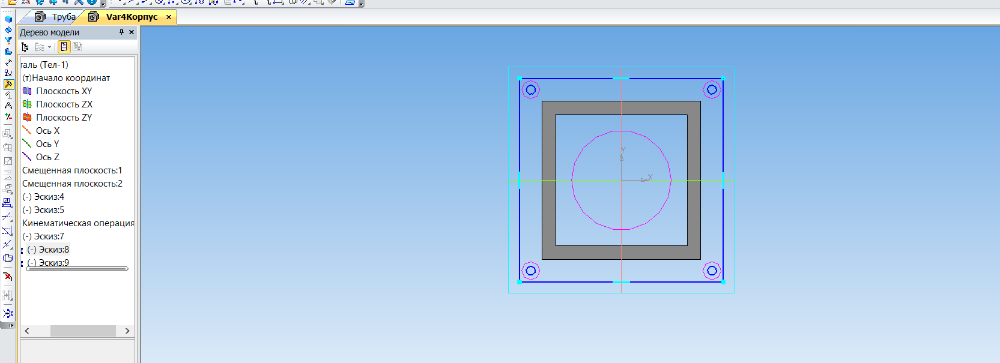 Труба
Var4Корпус
Дерево модели
таль (Тел-1)
(т)Начало координат
Плоскость XY
Плоскость ZX
Плоскость ZY
Ось X
Ось Y
Ось Z
Смещенная плоскость:1
Смещенная плоскость:2
(-) Эскиз:4
(-) Эскиз:5
Кинематическая операция
(-) Эскиз:7
(-) Эскиз:8
(-) Эскиз:9
Y
X